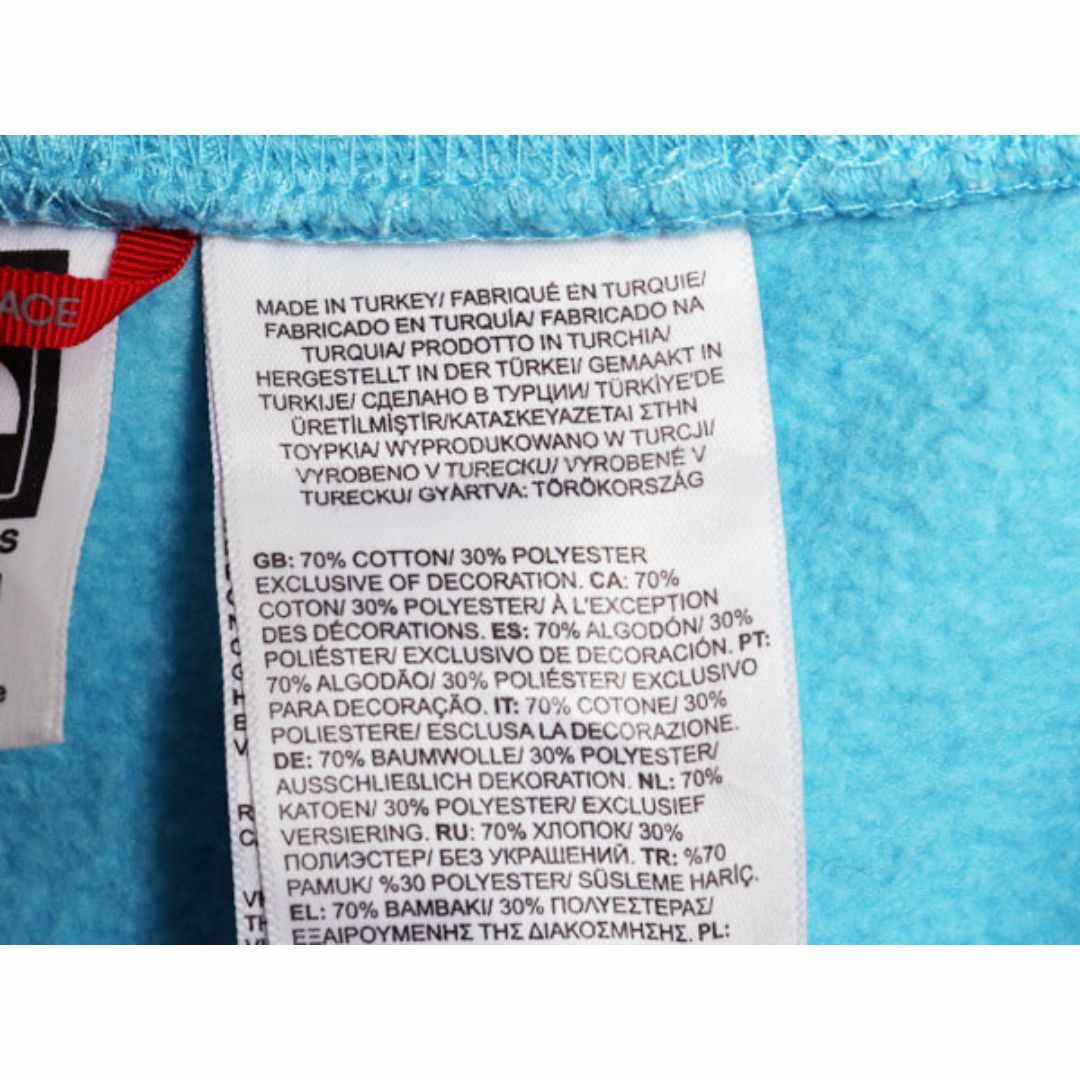 ACE
S
e
MADE IN TURKEY/ FABRIQUÉ EN TURQUIE/
FABRICADO EN TURQUÍA/ FABRICADO NA
TURQUIA/ PRODOTTO IN TURCHIA/
HERGESTELLT IN DER TÜRKEI/ GEMAAKT IN
TURKIJE/ СДЕЛАНО В ТУРЦИИ/ TÜRKİYE'DE
ÜRETİLMİŞTİR/ΚΑΤΑΣΚΕΥΑΖΕΤΑΙ ΣΤΗΝ
ΤΟΥΡΚΙΑ/ WYPRODUKOWANO W TURCJI/
VYROBENO V TURECKU/ VYROBENÉ V
TURECKU/ GYÁRTVA: TÖRÖKORSZÁG
GB: 70% COTTON/ 30% POLYESTER
EXCLUSIVE OF DECORATION. CA: 70%
COTON/ 30% POLYESTER/ À L'EXCEPTION
DES DÉCORATIONS. ES: 70% ALGODÓN/ 30%
POLIÉSTER/ EXCLUSIVO DE DECORACIÓN. PT:
70% ALGODÃO/ 30% POLIÉSTER/ EXCLUSIVO
PARA DECORAÇÃO. IT: 70% COTONE/ 30%
POLIESTERE/ ESCLUSA LA DECORAZIONE.
DE: 70% BAUMWOLLE/ 30% POLYESTER/
AUSSCHLIEßLICH DEKORATION. NL: 70%
KATOEN/ 30% POLYESTER/ EXCLUSIEF
VERSIERING. RU: 70% ХЛОПОК/ 30%
ПОЛИЭСТЕР/ БЕЗ УКРАШЕНИЙ. TR: %70
PAMUK/ %30 POLYESTER/ SÜSLEME HARİÇ.
EL: 70% ΒΑΜΒΑΚΙ/ 30% ΠΟΛΥΕΣΤΕΡΑΣ/
ΕΞΑΙΡΟΥΜΕΝΗΣ ΤΗΣ ΔΙΑΚΟΣΜΗΣΗΣ. PL: